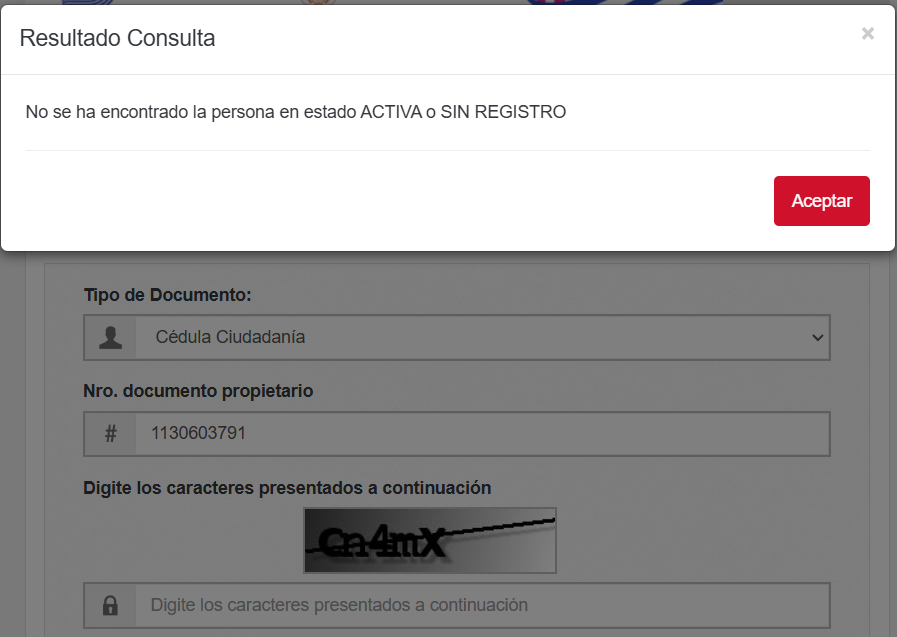 Resultado Consulta
×
No se ha encontrado la persona en estado ACTIVA o SIN REGISTRO
Aceptar
Tipo de Documento:
Cédula Ciudadanía
Nro. documento propietario
# 1130603791
Digite los caracteres presentados a continuación
Cn4mX
Digite los caracteres presentados a continuación